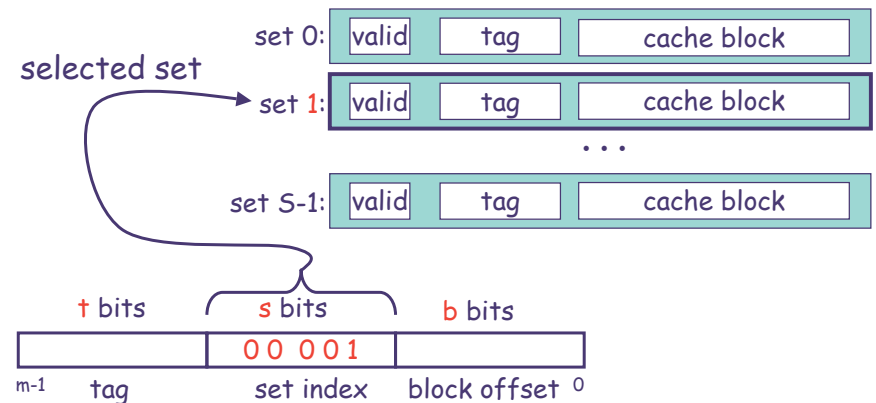 set 0: valid tag cache block
selected set
set 1: valid tag cache block
. . .
set S-1: valid tag cache block
t bits s bits b bits
0 0 0 0 1
m-1 tag set index block offset 0